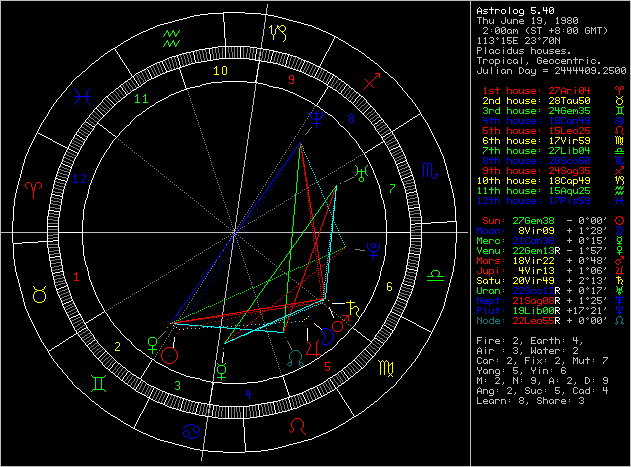 Astrolog 5.40
Thu June 19, 1980
2:00am (ST +8:00 GMT)
113°15E 23°70N
Placidus houses.
Tropical, Geocentric.
Julian Day = 2444409.2500
1st house: 27Ari04
2nd house: 28Tau50
3rd house: 24Gem35
4th house: 18Can49
5th house: 15Leo25
6th house: 17Vir59
7th house: 27Lib04
8th house: 28Sco50
9th house: 24Sag35
10th house: 18Cap49
11th house: 15Aqu25
12th house: 17Pis59
Sun: 27Gem38 - 0°00'
Moon: 8Vir09 + 1°28'
Merc: + 0°15'
Venu: 22Gem13R - 1°57'
Mars: 18Vir22 + 0°48'
Jupi: 4Vir13 + 1°06'
Satu: 20Vir49 + 2°13'
Uran: + 0°17'
Nept: 21Sag08R + 1°25'
Plut: 19Lib00R +17°21'
Node: 22Leo55R + 0°00'
Fire: 2, Earth: 4,
Air : 3, Water: 2
Car: 2, Fix: 2, Mut: 7
Yang: 5, Yin: 6
M: 2, N: 9, A: 2, D: 9
Ang: 2, Suc: 5, Cad: 4
Learn: 8, Share: 3
10
9
11
8
12
7
1
6
2
5
3
4